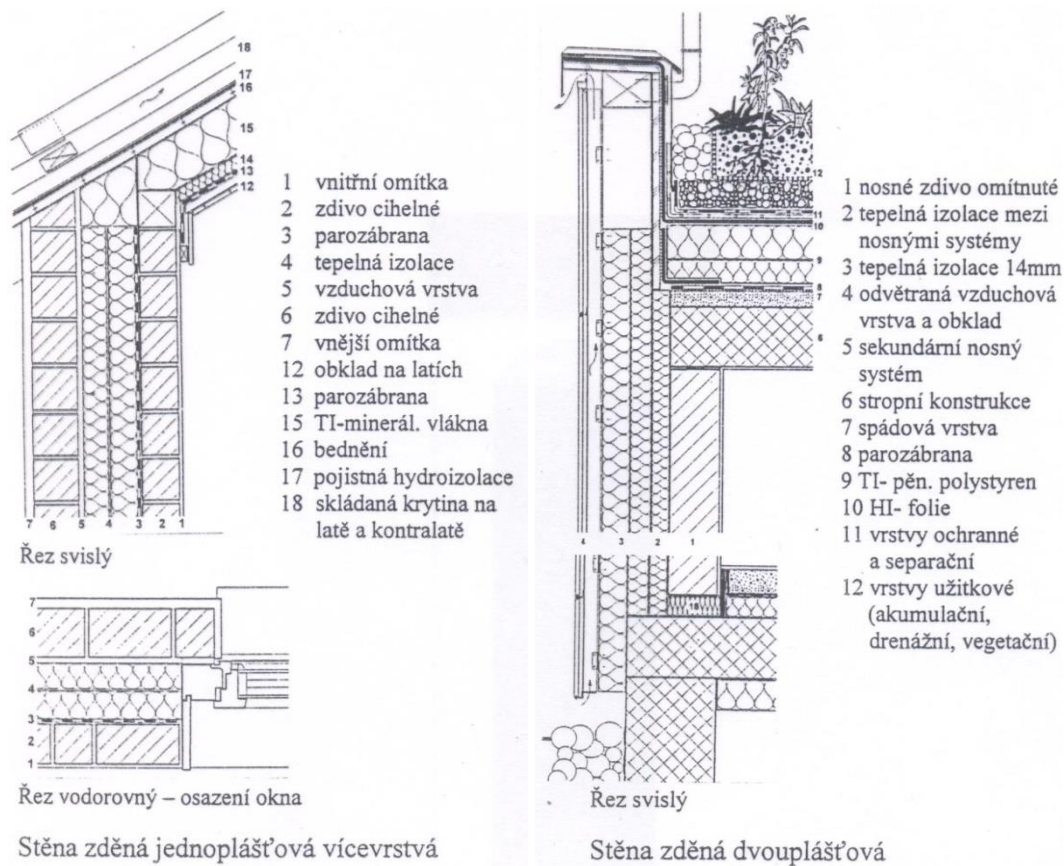 18
17
16
15
14
13
12
7 6 5 4 3 2 1
Řez svislý
1 vnitřní omítka
2 zdivo cihelné
3 parozábrana
4 tepelná izolace
5 vzduchová vrstva
6 zdivo cihelné
7 vnější omítka
12 obklad na latích
13 parozábrana
15 TI-minerál. vlákna
16 bednění
17 pojistná hydroizolace
18 skládaná krytina na
latě a kontralatě
7
6
5
4
3
2
1
Řez vodorovný – osazení okna
Stěna zděná jednoplášťová vícevrstvá
12
11
10
9
8
7
6
4 3 2 1
1 nosné zdivo omítnuté
2 tepelná izolace mezi
nosnými systémy
3 tepelná izolace 14mm
4 odvětraná vzduchová
vrstva a obklad
5 sekundární nosný
systém
6 stropní konstrukce
7 spádová vrstva
8 parozábrana
9 TI- pěn. polystyren
10 HI- folie
11 vrstvy ochranné
a separační
12 vrstvy užitkové
(akumulační,
drenážní, vegetační)
Řez svislý
Stěna zděná dvouplášťová